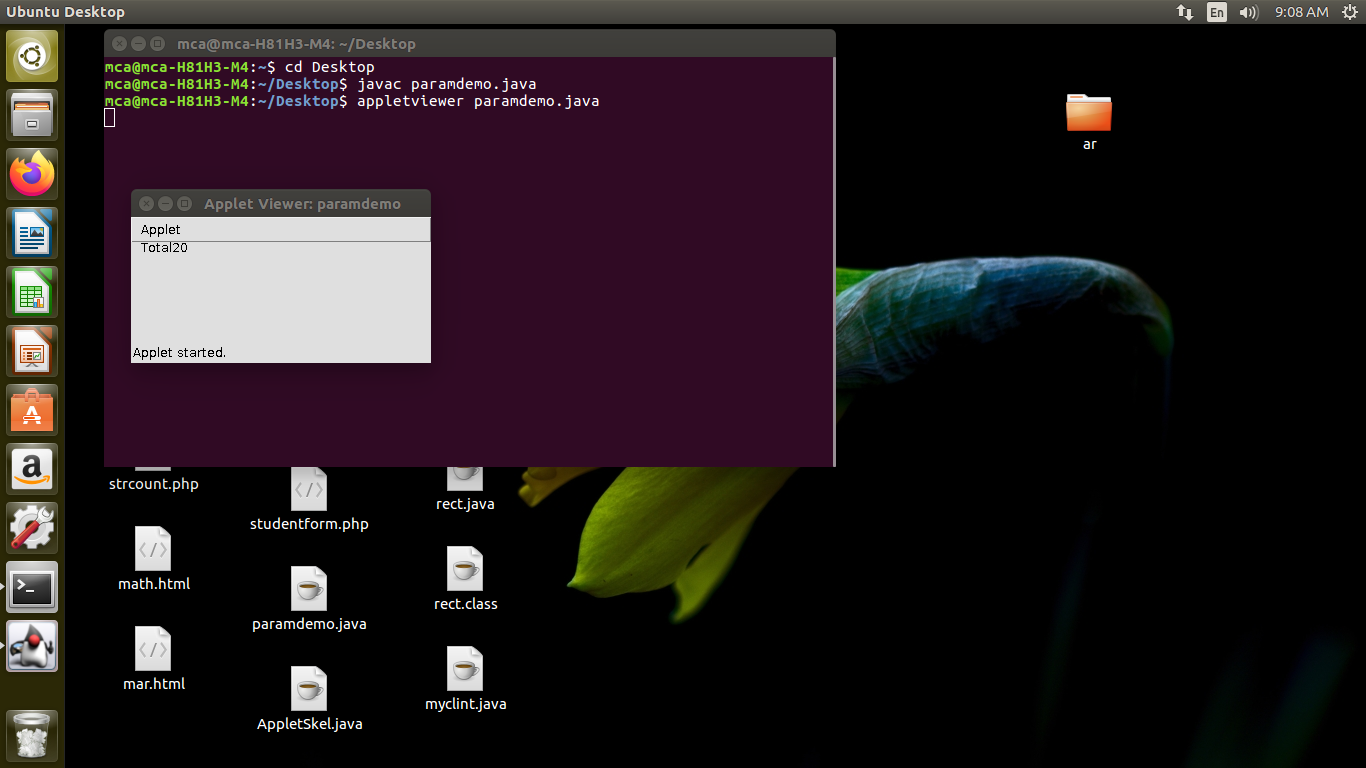 Ubuntu Desktop
En
9:08 AM
mca@mca-H81H3-M4: ~/Desktop
mca@mca-H81H3-M4:~$ cd Desktop
mca@mca-H81H3-M4:~/Desktop$ javac paramdemo.java
mca@mca-H81H3-M4:~/Desktop$ appletviewer paramdemo.java
Applet Viewer: paramdemo
Applet
Total20
Applet started.
ar
strcount.php
studentform.php
rect.java
math.html
paramdemo.java
rect.class
mar.html
AppletSkel.java
myclint.java